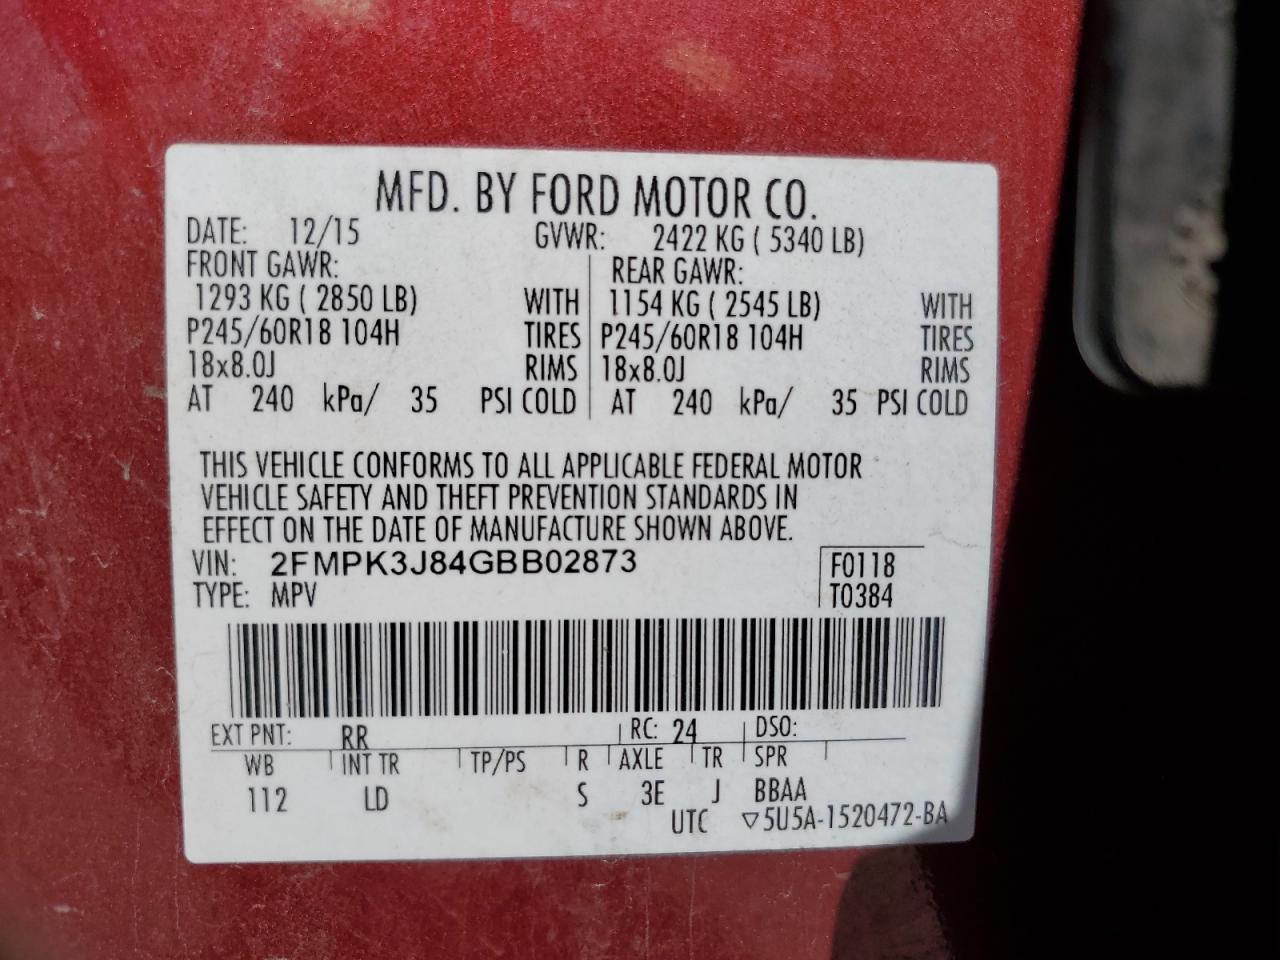 MFD. BY FORD MOTOR CO.
DATE: 12/15 GVWR: 2422 KG ( 5340 LB)
FRONT GAWR: REAR GAWR:
1293 KG ( 2850 LB) WITH 1154 KG ( 2545 LB) WITH
P245/60R18 104H TIRES P245/60R18 104H TIRES
18x8.0J RIMS 18x8.0J RIMS
AT 240 kPa/ 35 PSI COLD AT 240 kPa/ 35 PSI COLD
THIS VEHICLE CONFORMS TO ALL APPLICABLE FEDERAL MOTOR
VEHICLE SAFETY AND THEFT PREVENTION STANDARDS IN
EFFECT ON THE DATE OF MANUFACTURE SHOWN ABOVE.
VIN: 2FMPK3J84GBB02873 F0118
TYPE: MPV T0384
EXT PNT: RR RC: 24 DSO:
WB INT TR TP/PS R AXLE TR SPR
112 LD S 3E J BBAA
UTC ▽5U5A-1520472-BA